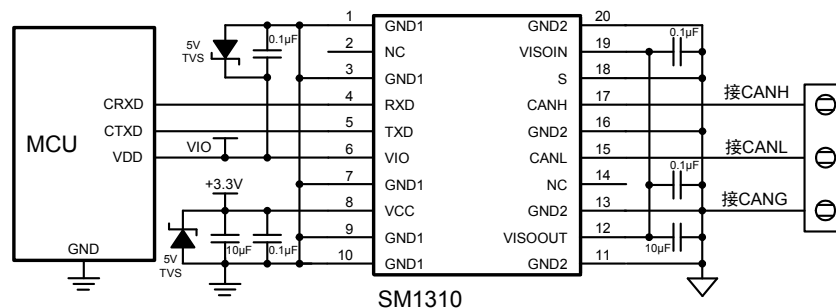 1 GND1 GND2 20
5V TVS 0.1μF
2 NC VISOIN 19 0.1μF
3 GND1 S 18
MCU
CRXD 4 RXD CANH 17 接CANH
CTXD 5 TXD GND2 16
VDD VIO 6 VIO CANL 15 接CANL
0.1μF
7 GND1 NC 14
+3.3V
8 VCC GND2 13 接CANG
5V TVS 10μF 0.1μF
9 GND1 VISOOUT 12 10μF
GND
10 GND1 GND2 11
SM1310